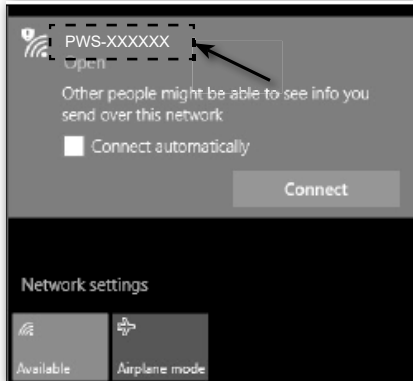 PWS-XXXXXX
Open
Other people might be able to see info you
send over this network
Connect automatically
Connect
Network settings
Available
Airplane mode